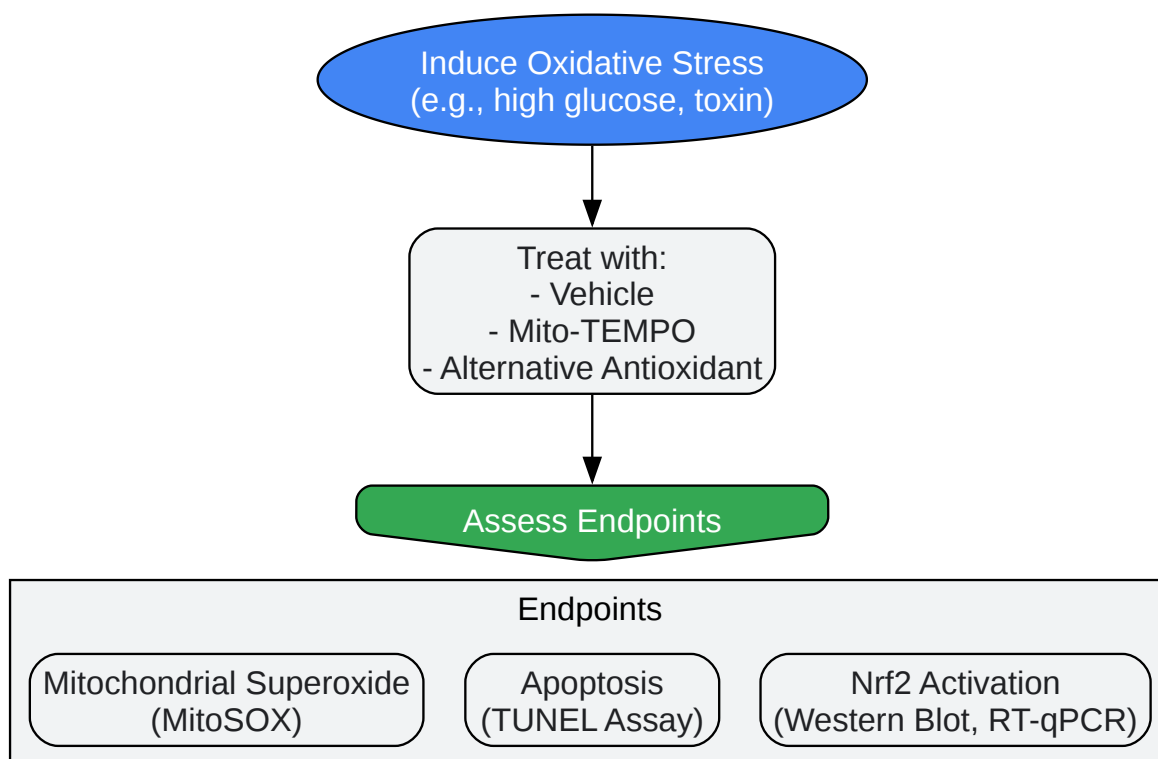 Induce Oxidative Stress
(e.g., high glucose, toxin)
Treat with:
- Vehicle
- Mito-TEMPO
- Alternative Antioxidant
Assess Endpoints
Endpoints
Mitochondrial Superoxide
(MitoSOX)
Apoptosis
(TUNEL Assay)
Nrf2 Activation
(Western Blot, RT-qPCR)